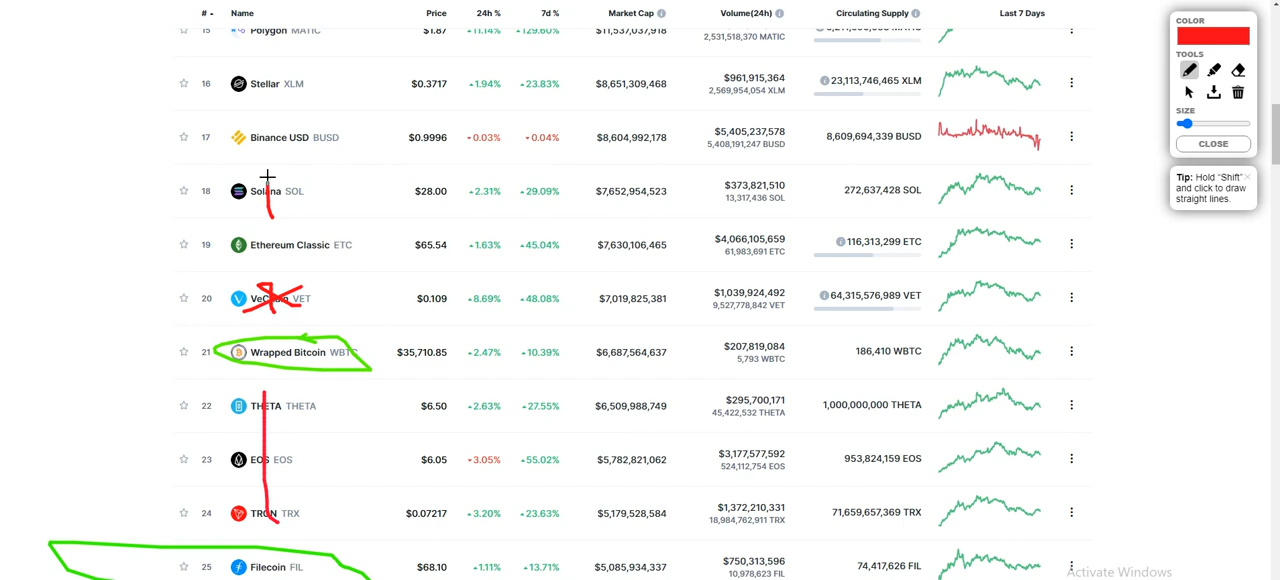 # Name Price 24h % 7d % Market Cap Volume(24h) Circulating Supply Last 7 Days
15 Polygon MATIC $1.87 11.14% 129.60% $11,537,037,918
2,531,518,370 MATIC
16 Stellar XLM $0.3717 1.94% 23.83% $8,651,309,468 $961,915,364 23,113,746,465 XLM
2,569,954,054 XLM
17 Binance USD BUSD $0.9996 0.03% 0.04% $8,604,992,178 $5,405,237,578 8,609,694,339 BUSD
5,408,191,247 BUSD
18 Solana SOL $28.00 2.31% 29.09% $7,652,954,523 $373,821,510 272,637,428 SOL
13,317,436 SOL
19 Ethereum Classic ETC $65.54 1.63% 45.04% $7,630,106,465 $4,066,105,659 116,313,299 ETC
61,983,691 ETC
20 VeChain VET $0.109 8.69% 48.08% $7,019,825,381 $1,039,924,492 64,315,576,989 VET
9,527,778,842 VET
21 Wrapped Bitcoin WBTC $35,710.85 2.47% 10.39% $6,687,564,637 $207,819,084 186,410 WBTC
5,793 WBTC
22 THETA THETA $6.50 2.63% 27.55% $6,509,988,749 $295,700,171 1,000,000,000 THETA
45,422,532 THETA
23 EOS EOS $6.05 3.05% 55.02% $5,782,821,062 $3,177,577,592 953,824,159 EOS
524,112,754 EOS
24 TRON TRX $0.07217 3.20% 23.63% $5,179,528,584 $1,372,210,331 71,659,657,369 TRX
18,984,762,911 TRX
25 Filecoin FIL $68.10 1.11% 13.71% $5,085,934,337 $750,313,596 74,417,626 FIL
10,978,623 FIL
COLOR
TOOLS
SIZE
CLOSE
Tip: Hold "Shift"
and click to draw
straight lines.
Activate Windows